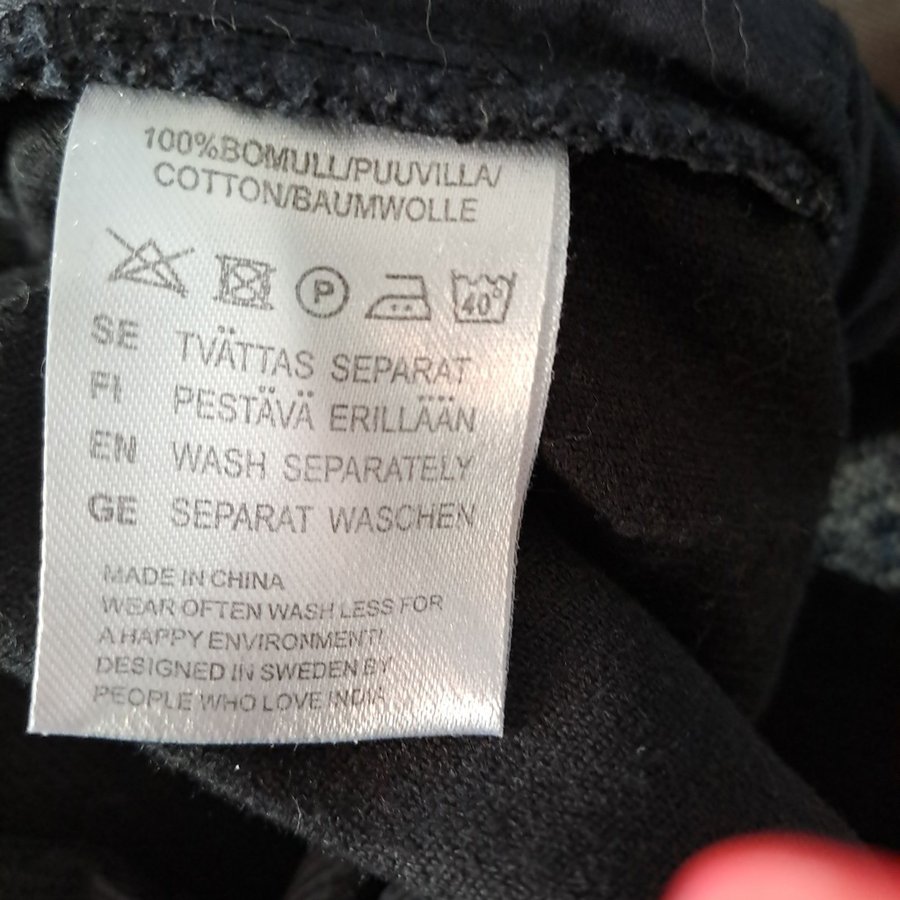 100%BOMULL/PUUVILLA/
COTTON/BAUMWOLLE
P 40°
SE TVÄTTAS SEPARAT
FI PESTÄVÄ ERILLÄÄN
EN WASH SEPARATELY
GE SEPARAT WASCHEN
MADE IN CHINA
WEAR OFTEN WASH LESS FOR
A HAPPY ENVIRONMENT!
DESIGNED IN SWEDEN BY
PEOPLE WHO LOVE INDIA